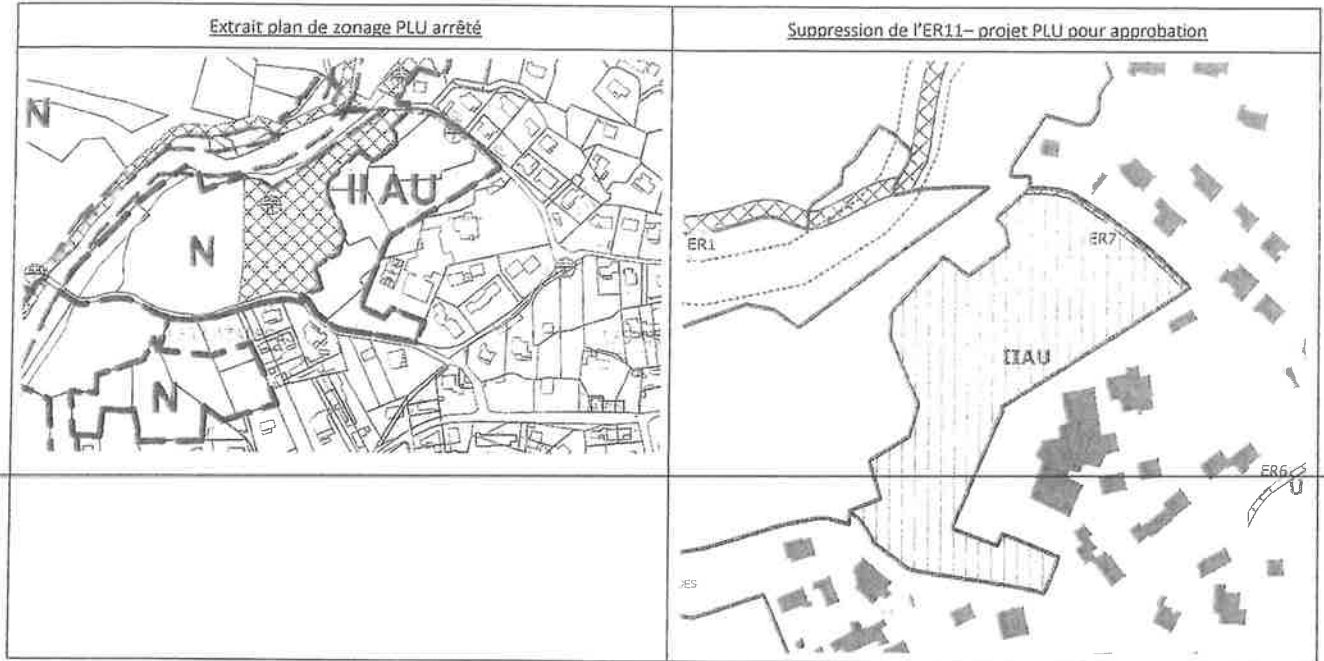 Extrait plan de zonage PLU arrêté
Suppression de l'ER11– projet PLU pour approbation
N
II AU
N
N
ER1
ER7
IIAU
ER6
U
DES